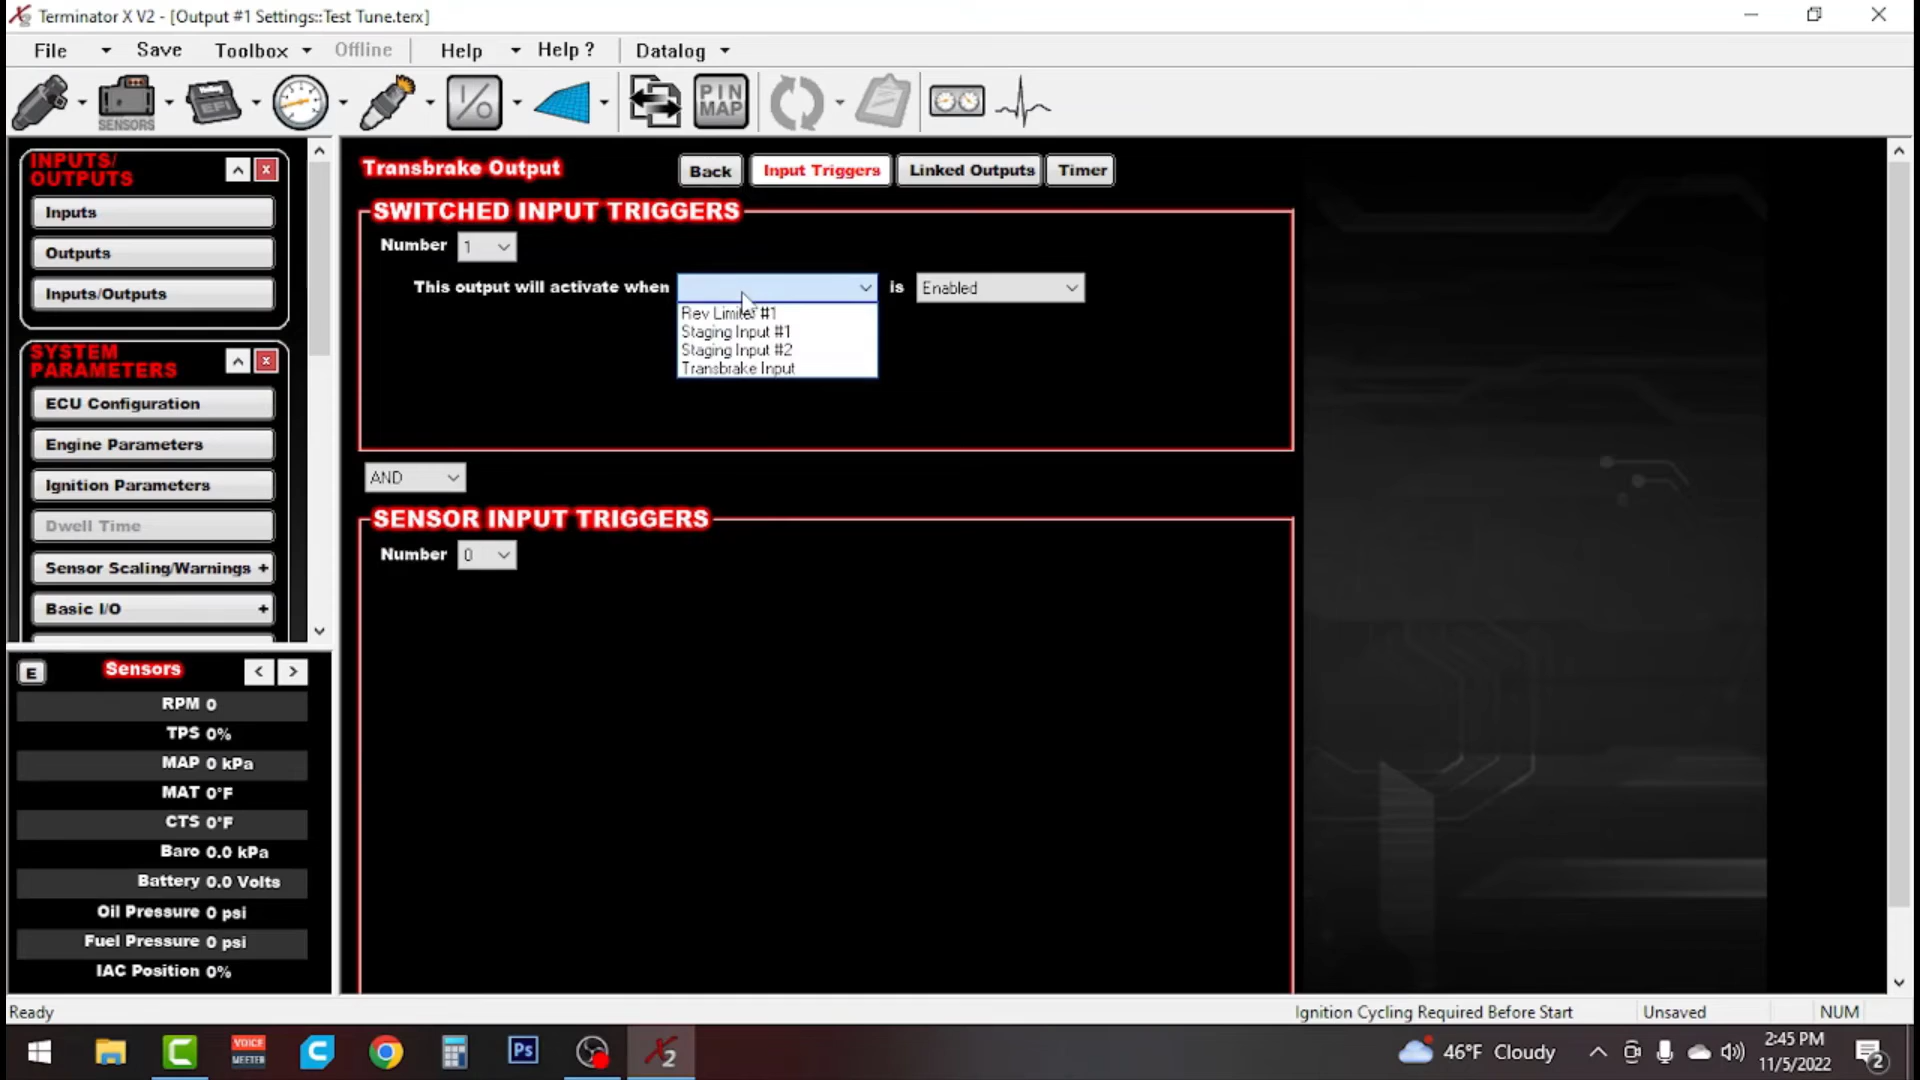 Terminator X V2 - [Output #1 Settings::Test Tune.terx]
File Save Toolbox Offline Help Help ? Datalog
SENSORS
Holley EFI
I/O
PIN MAP
INPUTS/
OUTPUTS
Inputs
Outputs
Inputs/Outputs
SYSTEM
PARAMETERS
ECU Configuration
Engine Parameters
Ignition Parameters
Dwell Time
Sensor Scaling/Warnings +
Basic I/O +
E Sensors < >
RPM 0
TPS 0%
MAP 0 kPa
MAT 0°F
CTS 0°F
Baro 0.0 kPa
Battery 0.0 Volts
Oil Pressure 0 psi
Fuel Pressure 0 psi
IAC Position 0%
Transbrake Output Back Input Triggers Linked Outputs Timer
SWITCHED INPUT TRIGGERS
Number 1
This output will activate when is Enabled
Rev Limiter #1
Staging Input #1
Staging Input #2
Transbrake Input
AND
SENSOR INPUT TRIGGERS
Number 0
Ready Ignition Cycling Required Before Start Unsaved NUM
VOICE
MEETER
Ps
2
46°F Cloudy
2:45 PM
11/5/2022
2